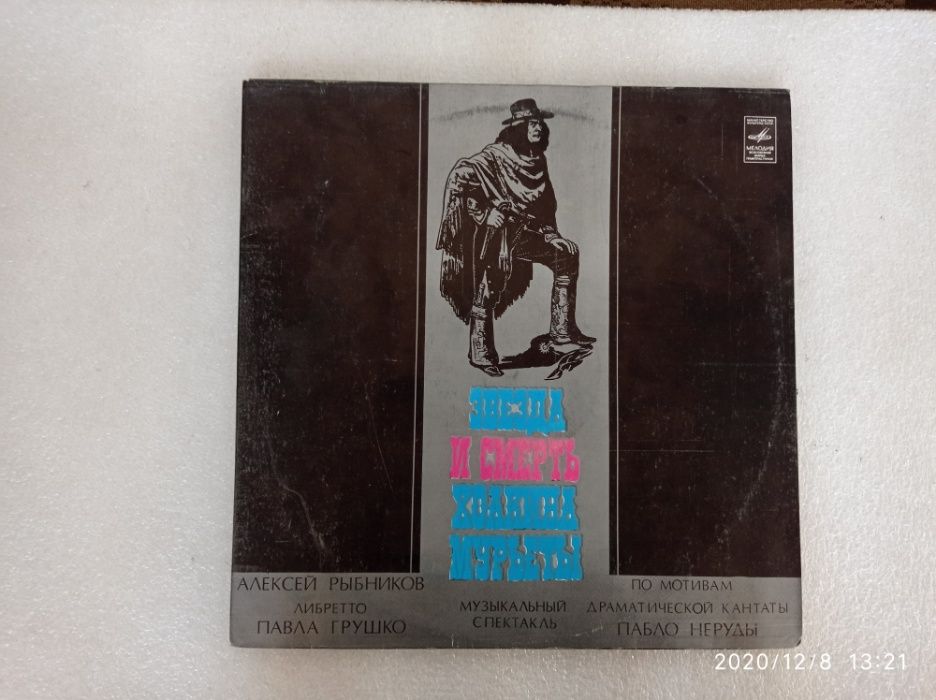 МЕЛОДИЯ
ЗВЕЗДА
И СМЕРТЬ
ХОАКИНА
МУРЬЕТЫ
АЛЕКСЕЙ РЫБНИКОВ
ЛИБРЕТТО
ПАВЛА ГРУШКО
МУЗЫКАЛЬНЫЙ
СПЕКТАКЛЬ
ПО МОТИВАМ
ДРАМАТИЧЕСКОЙ КАНТАТЫ
ПАБЛО НЕРУДЫ
2020/12/8 13:21